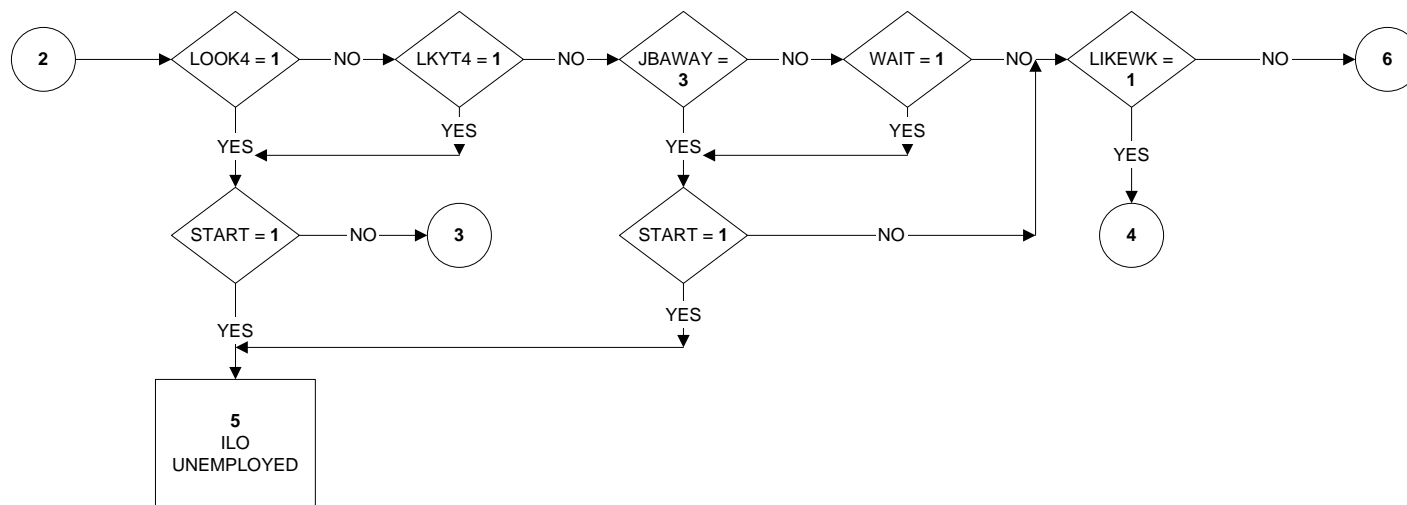 2
LOOK4 = 1
NO
LKYT4 = 1
NO
JBAWAY =
3
NO
WAIT = 1
NO
LIKEWK =
1
NO
6
YES
YES
YES
YES
YES
START = 1
NO
3
START = 1
NO
4
YES
YES
5
ILO
UNEMPLOYED